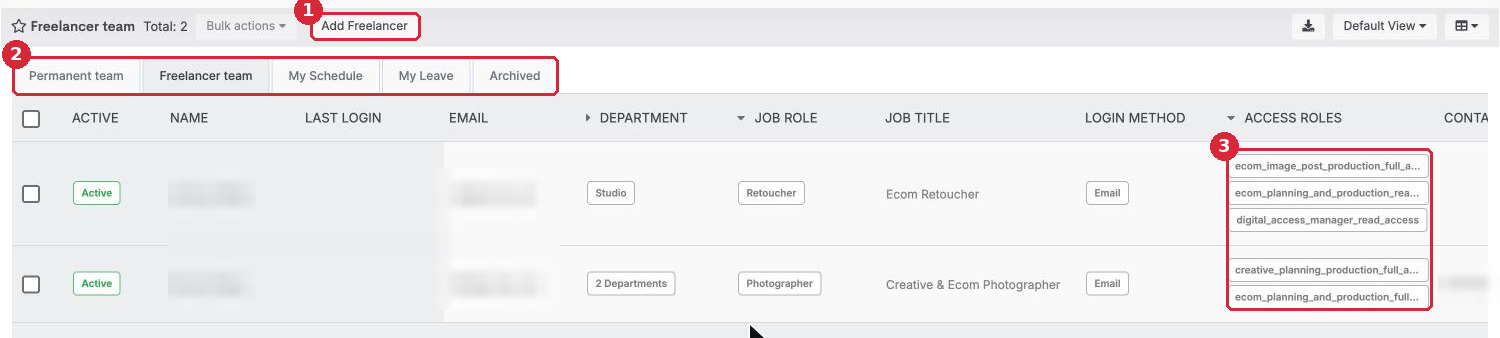 1
Freelancer team Total: 2 Bulk actions Add Freelancer Default View
2
Permanent team Freelancer team My Schedule My Leave Archived
ACTIVE NAME LAST LOGIN EMAIL DEPARTMENT JOB ROLE JOB TITLE LOGIN METHOD ACCESS ROLES CONTA
3
ecom_image_post_production_full_a...
Active Studio Retoucher Ecom Retoucher Email ecom_planning_and_production_rea...
digital_access_manager_read_access
creative_planning_production_full_a...
Active 2 Departments Photographer Creative & Ecom Photographer Email
ecom_planning_and_production_full...